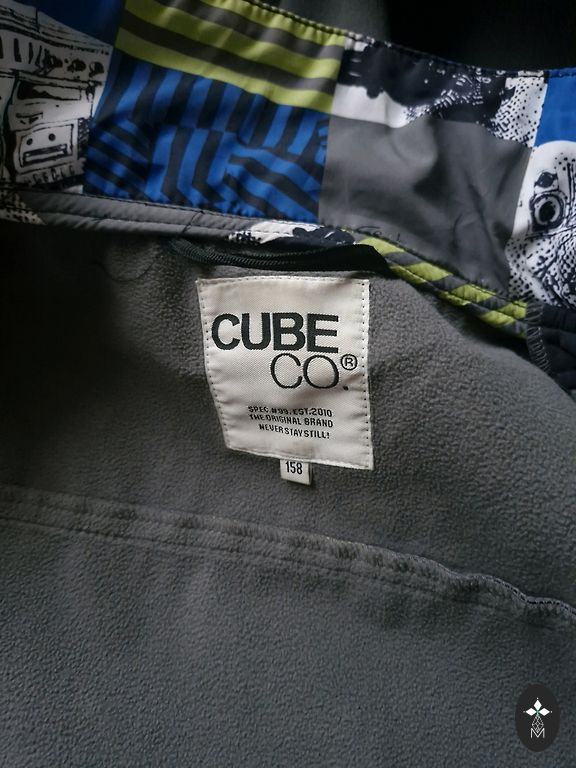 CUBE
CO.®
SPEC.#99.EST.2010
THE ORIGINAL BRAND
NEVER STAY STILL!
158
M